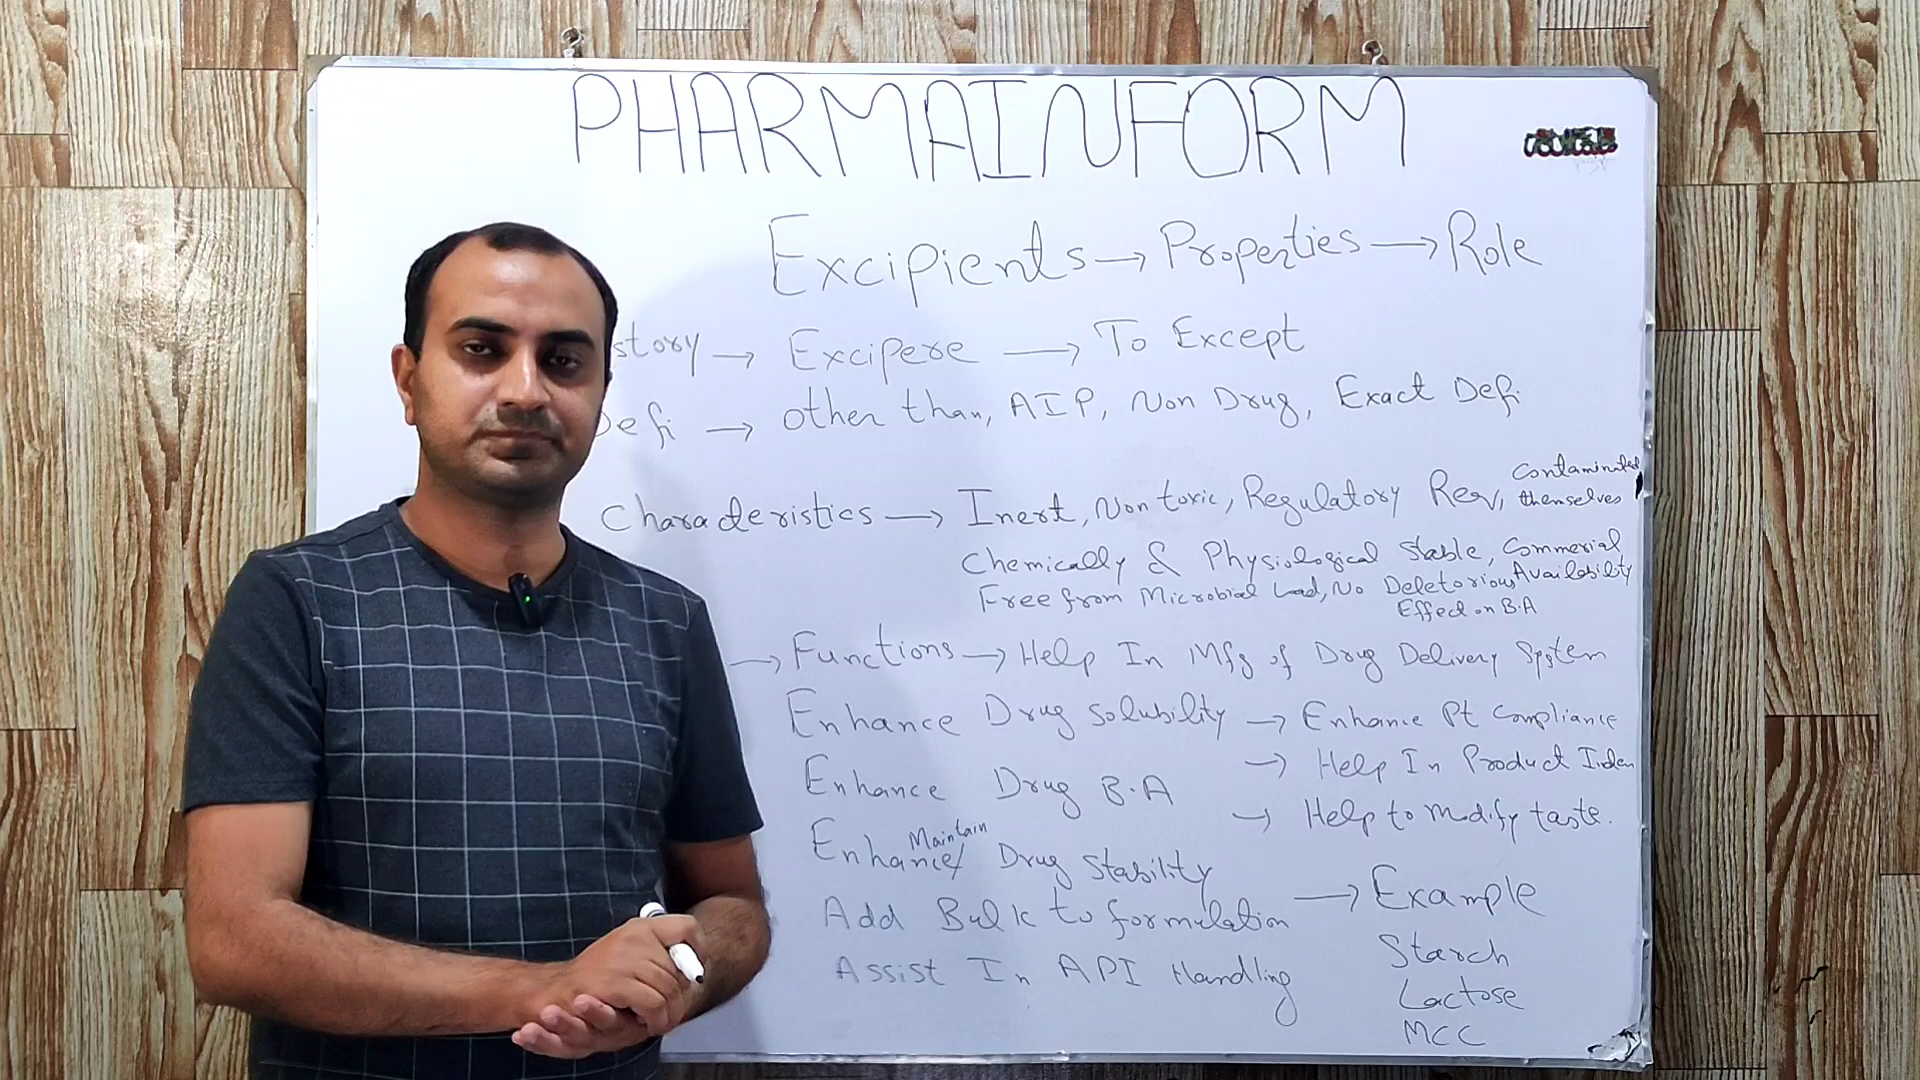 PHARMAINFORM
Excipients → Properties → Role
story → Excipere → To Except
Defi → other than, AIP, Non Drug, Exact Defi
Characteristics → Inert, Non toxic, Regulatory Req, Contaminated themselves
Chemically & Physiological Stable, Commerial Availability
Free from Microbial Load, No Deletorious Effect on B.A
→ Functions → Help In Mfg of Drug Delivery System
Enhance Drug Solubility → Enhance Pt Compliance
→ Help In Product Iden
Enhance Drug B.A
→ Help to modify taste.
Enhance/ Maintain Drug Stability
→ Example
Add Bulk to formulation
Starch
Assist In API Handling
Lactose
MCC